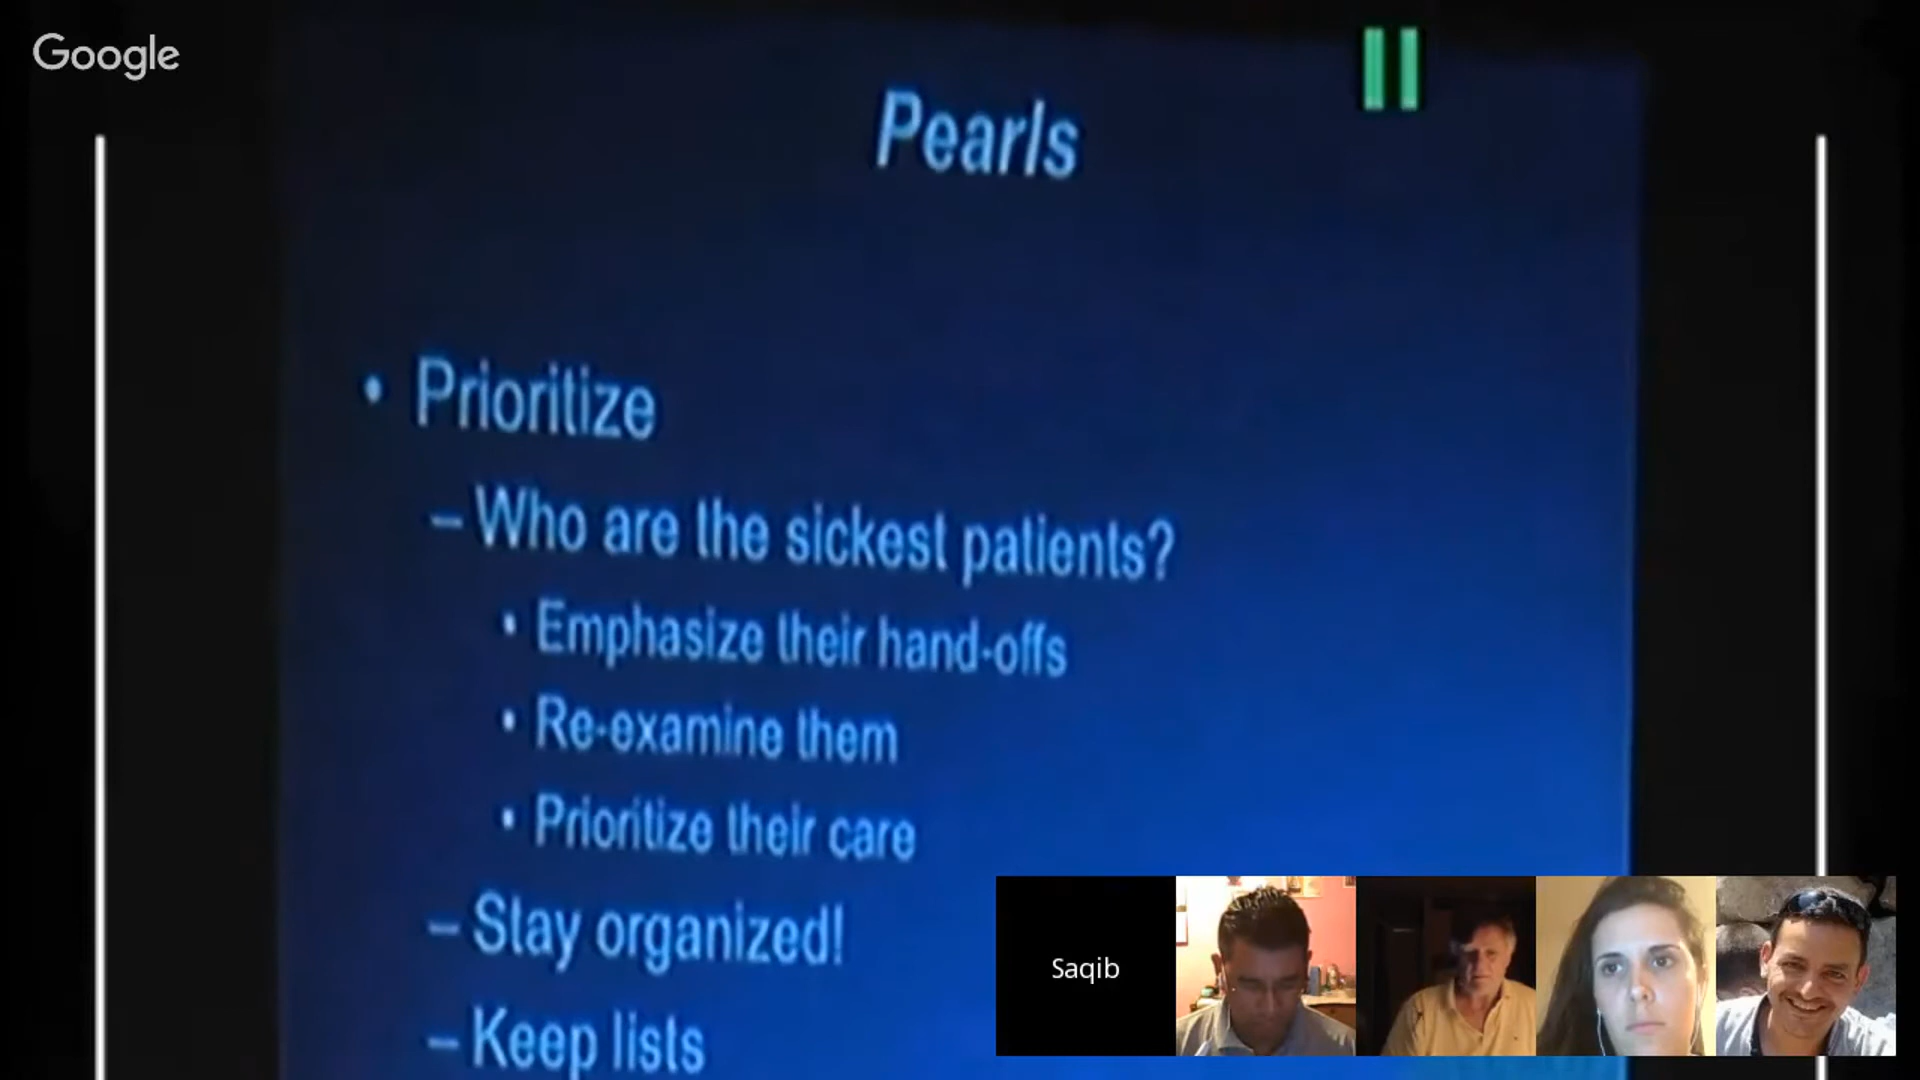 Google
Pearls
• Prioritize
– Who are the sickest patients?
• Emphasize their hand-offs
• Re-examine them
• Prioritize their care
– Stay organized!
– Keep lists
Saqib